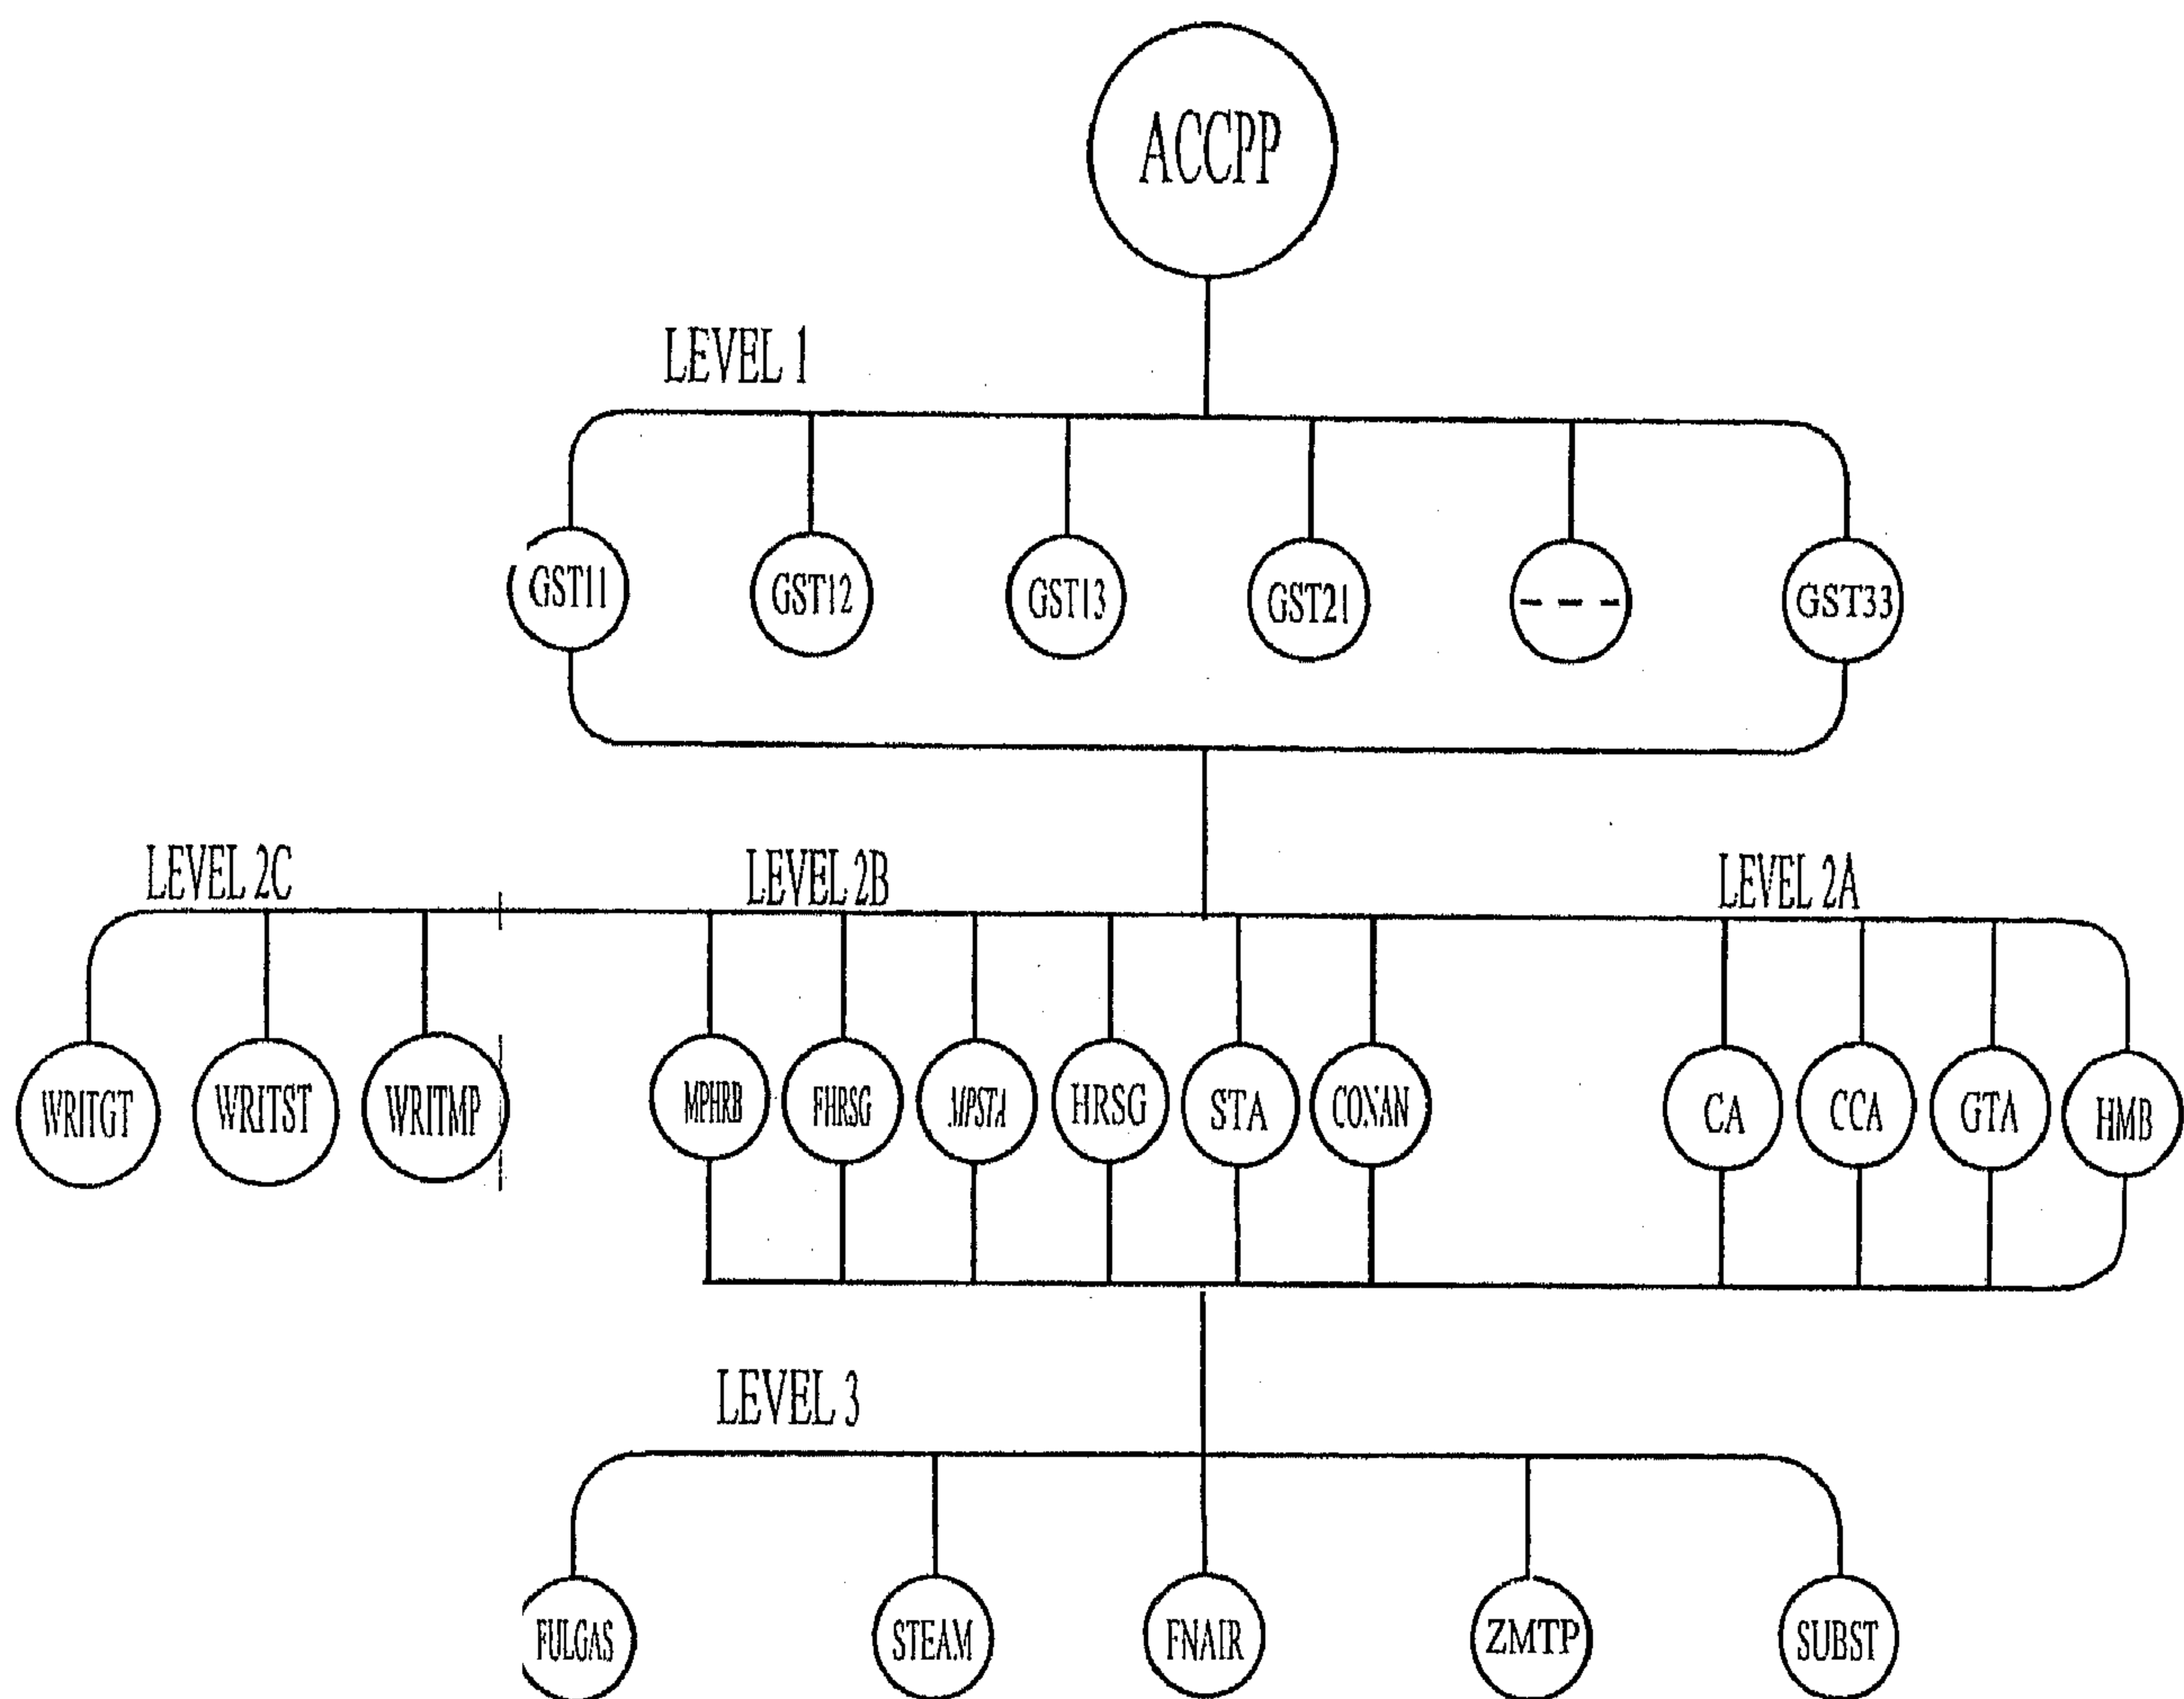 ACCPP
LEVEL 1
GST11
GST12
GST13
GST21
- - -
GST33
LEVEL 2C
LEVEL 2B
LEVEL 2A
WRITGT
WRITST
WRITMP
MPHRB
FHRSG
MPSTA
HRSG
STA
CONAN
CA
CCA
GTA
HMB
LEVEL 3
FULGAS
STEAM
FNAIR
ZMTP
SUBST